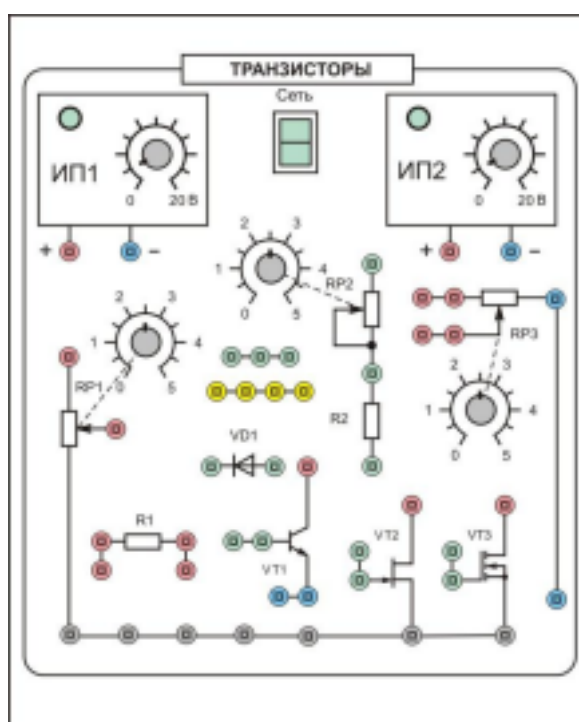 ТРАНЗИСТОРЫ
Сеть
ИП1
0 20 В
ИП2
0 20 В
+ −
+ −
0 1 2 3 4 5
RP2
0 1 2 3 4 5
RP1
RP3
0 1 2 3 4 5
R2
VD1
R1
VT1
VT2
VT3